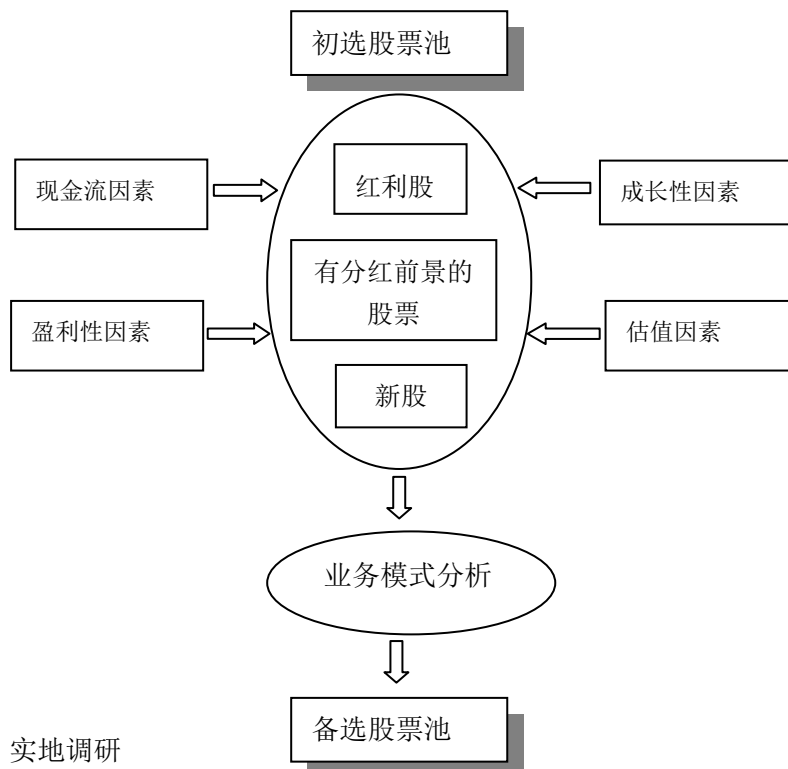 初选股票池
现金流因素
红利股
成长性因素
有分红前景的
股票
盈利性因素
估值因素
新股
业务模式分析
备选股票池
实地调研